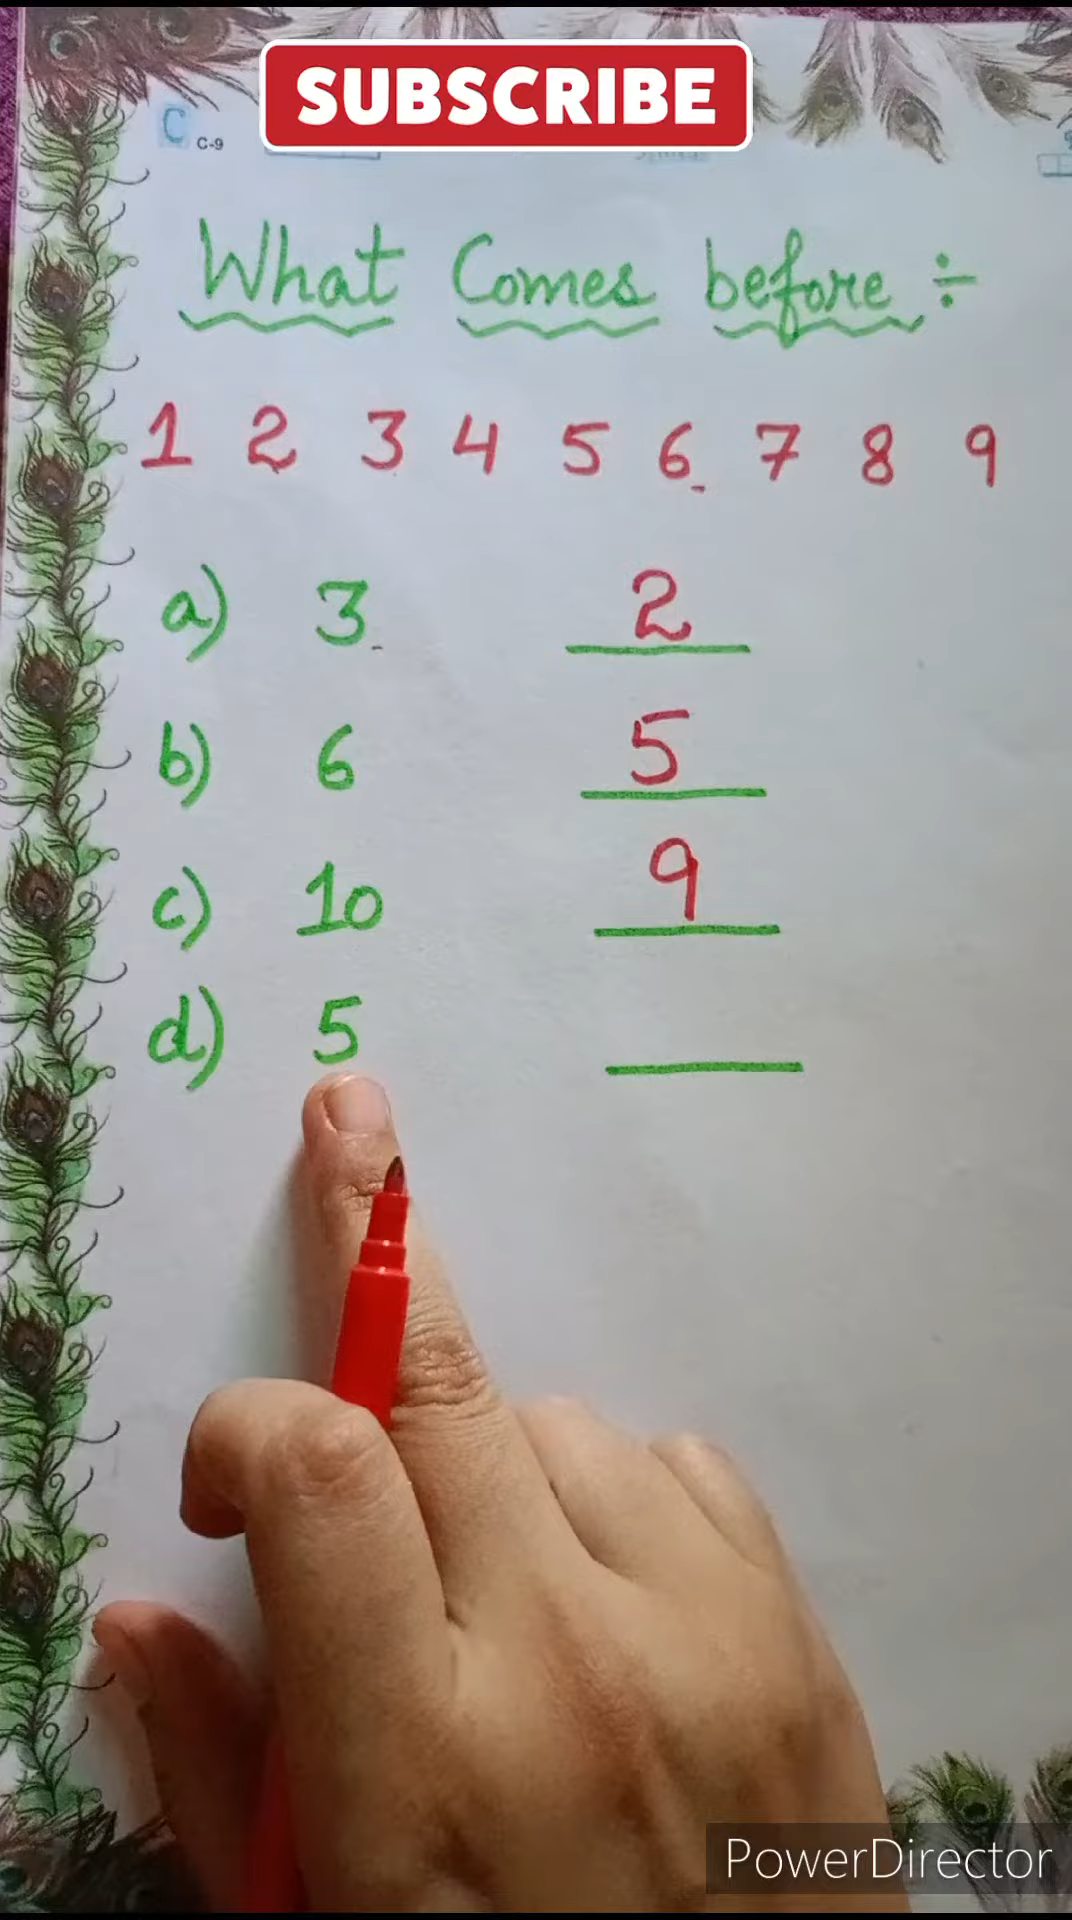 SUBSCRIBE
C C-9
What Comes before ÷
1 2 3 4 5 6 7 8 9
a) 3 2
b) 6 5
c) 10 9
d) 5
PowerDirector